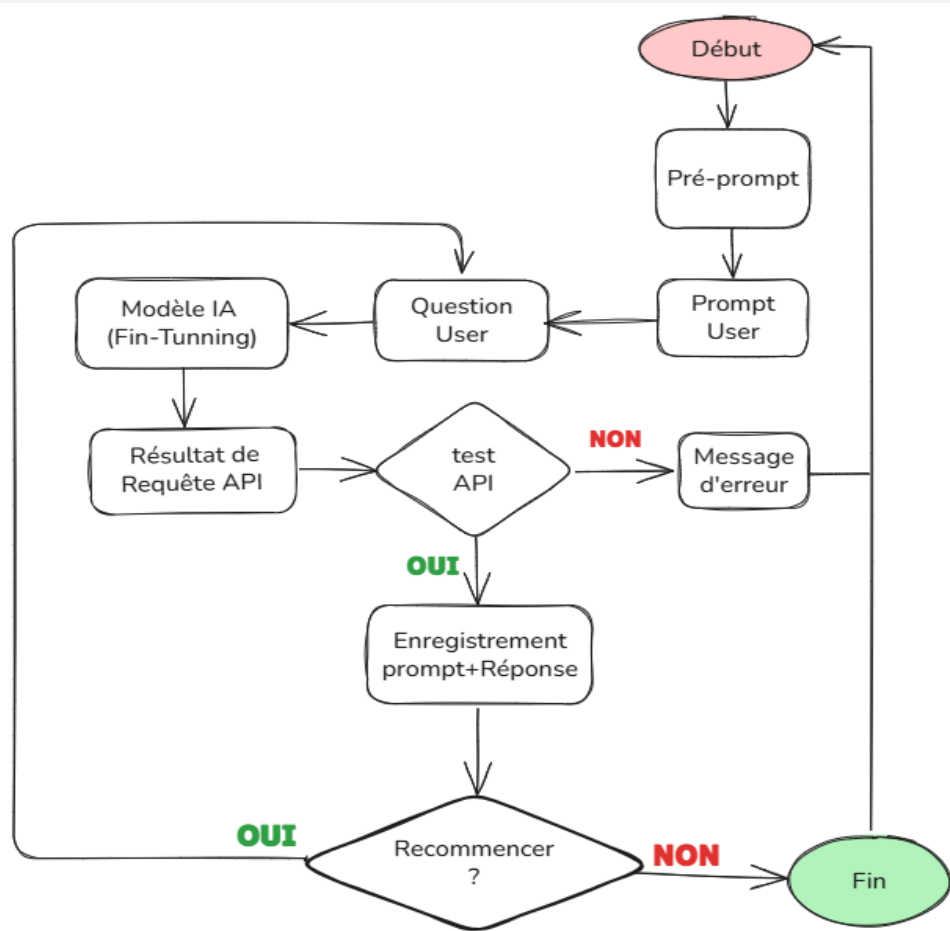 Début
Pré-prompt
Prompt
User
Question
User
Modèle IA
(Fin-Tunning)
Résultat de
Requête API
test
API
NON
Message
d'erreur
OUI
Enregistrement
prompt+Réponse
Recommencer
?
OUI
NON
Fin